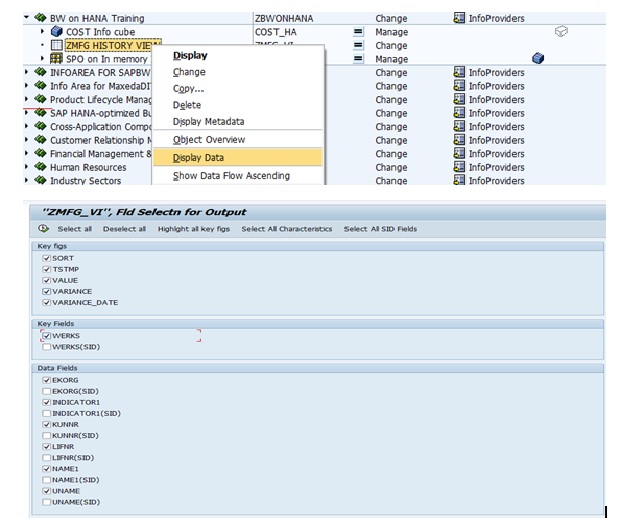 BW on HANA Training ZBWONHANA Change InfoProviders
COST Info cube COST_HA = Manage
ZMFG HISTORY VIEW ZMFG_VI = Manage
SPO on In memory = Manage
INFOAREA FOR SAPBW Change InfoProviders
Info Area for MaxedaDI Change InfoProviders
Product Lifecycle Manag Change InfoProviders
SAP HANA-optimized Bu Change InfoProviders
Cross-Application Compo Change InfoProviders
Customer Relationship M Change InfoProviders
Financial Management & Change InfoProviders
Human Resources Change InfoProviders
Industry Sectors Change InfoProviders
Display
Change
Copy...
Delete
Display Metadata
Object Overview
Display Data
Show Data Flow Ascending
"ZMFG_VI", Fld Selectn for Output
Select all Deselect all Highlght all key figs Select All Characteristics Select All SID Fields
Key figs
SORT
TSTMP
VALUE
VARIANCE
VARIANCE_DATE
Key Fields
WERKS
WERKS(SID)
Data Fields
EKORG
EKORG(SID)
INDICATOR1
INDICATOR1(SID)
KUNNR
KUNNR(SID)
LIFNR
LIFNR(SID)
NAME1
NAME1(SID)
UNAME
UNAME(SID)